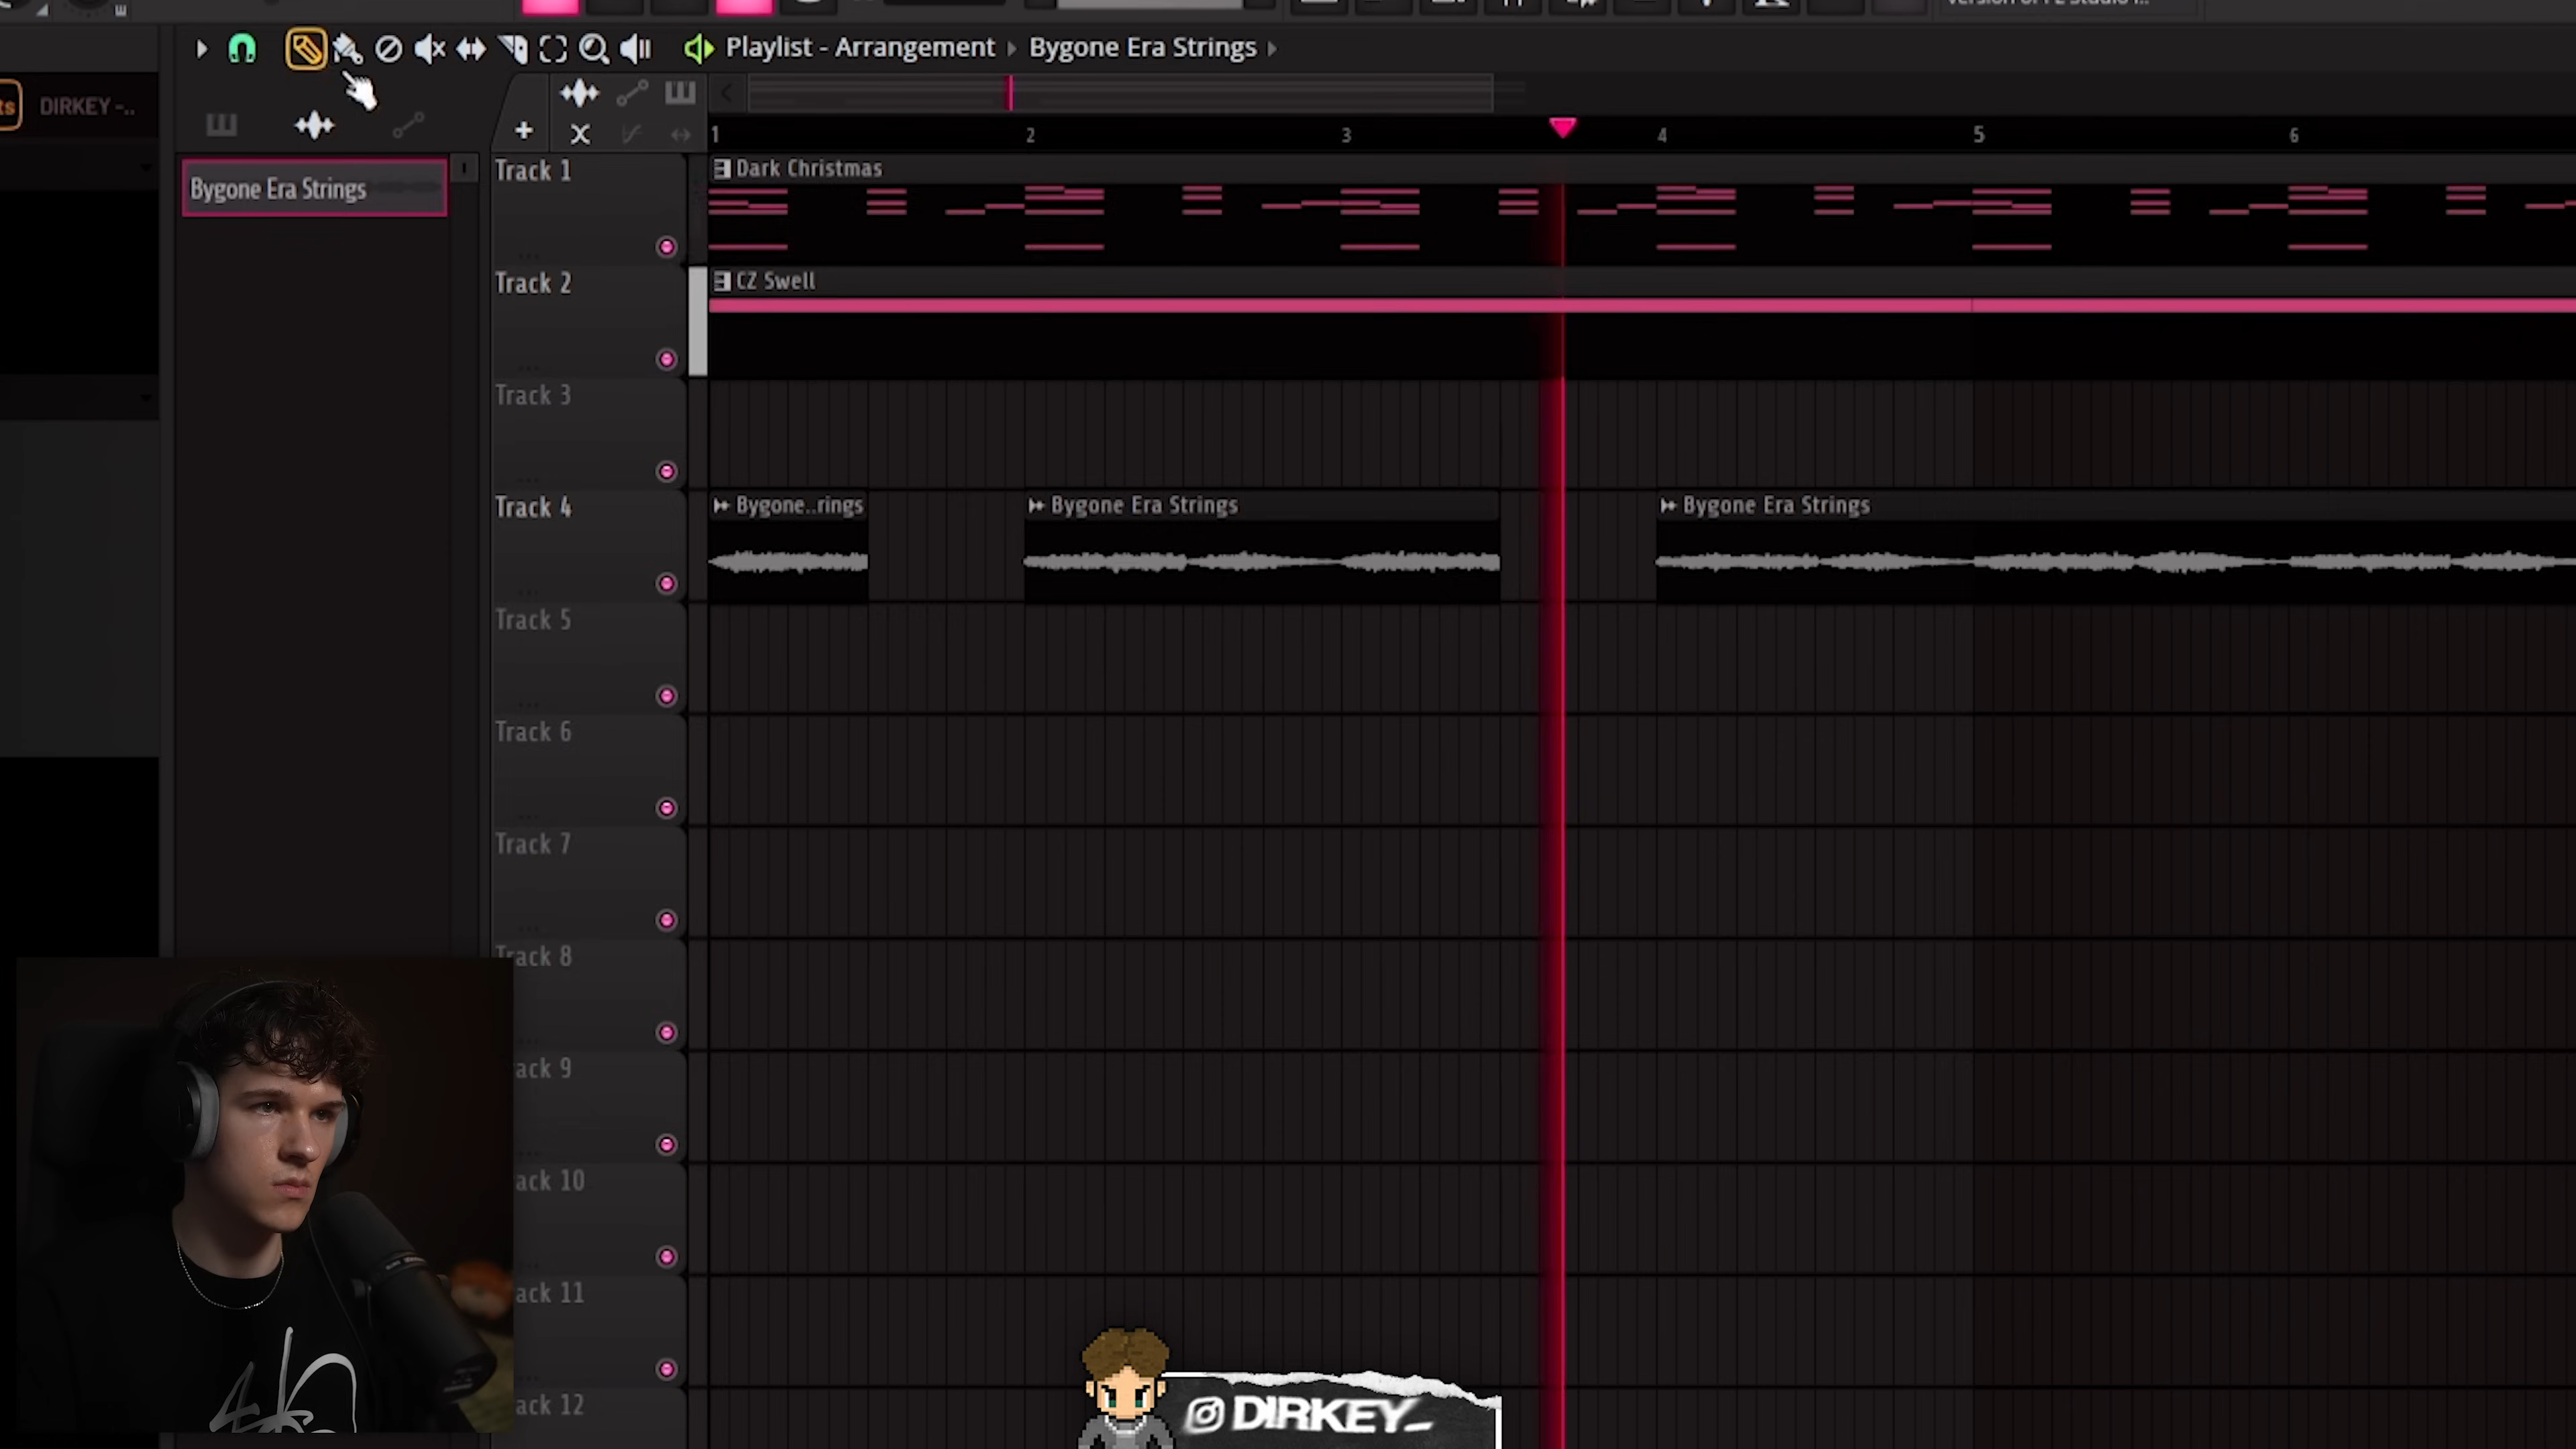 Playlist - Arrangement Bygone Era Strings
DIRKEY -..
1 2 3 4 5 6
Bygone Era Strings
Track 1
Dark Christmas
Track 2
CZ Swell
Track 3
Track 4
Bygone..rings
Bygone Era Strings
Bygone Era Strings
Track 5
Track 6
Track 7
Track 8
ack 9
ack 10
ack 11
ack 12
DIRKEY_